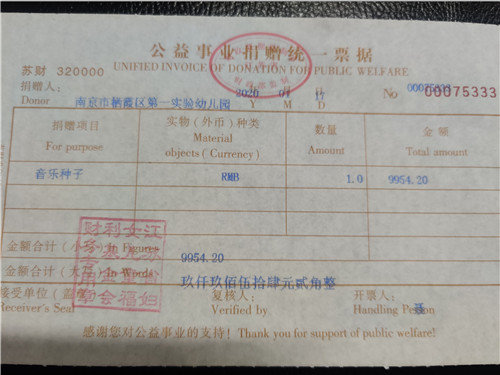 公益事业捐赠统一票据
UNIFIED INVOICE OF DONATION FOR PUBLIC WELFARE
苏财 320000
捐赠人:
Donor 南京市栖霞区第一实验幼儿园 2020 Y 04 M D No 00075333
捐赠项目 实物(外币)种类 数量 金额
For purpose Material objects (Currency) Amount Total amount
音乐种子 RMB 1.0 9954.20
金额合计(小写) In Figures 9954.20
金额合计(大写) In Words 玖仟玖佰伍拾肆元贰角整
接受单位(盖章) 复核人: 开票人:
Receiver's Seal Verified by Handling Person
感谢您对公益事业的支持! Thank you for support of public welfare!